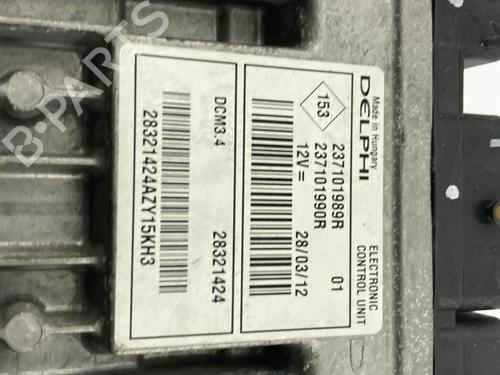 DELPHI
Made in Hungary
ELECTRONIC
CONTROL UNIT
153
237101989R 01
237101990R
12V= 28/03/12
DCM3.4 28321424
28321424AZY15KH3
B-PARTS